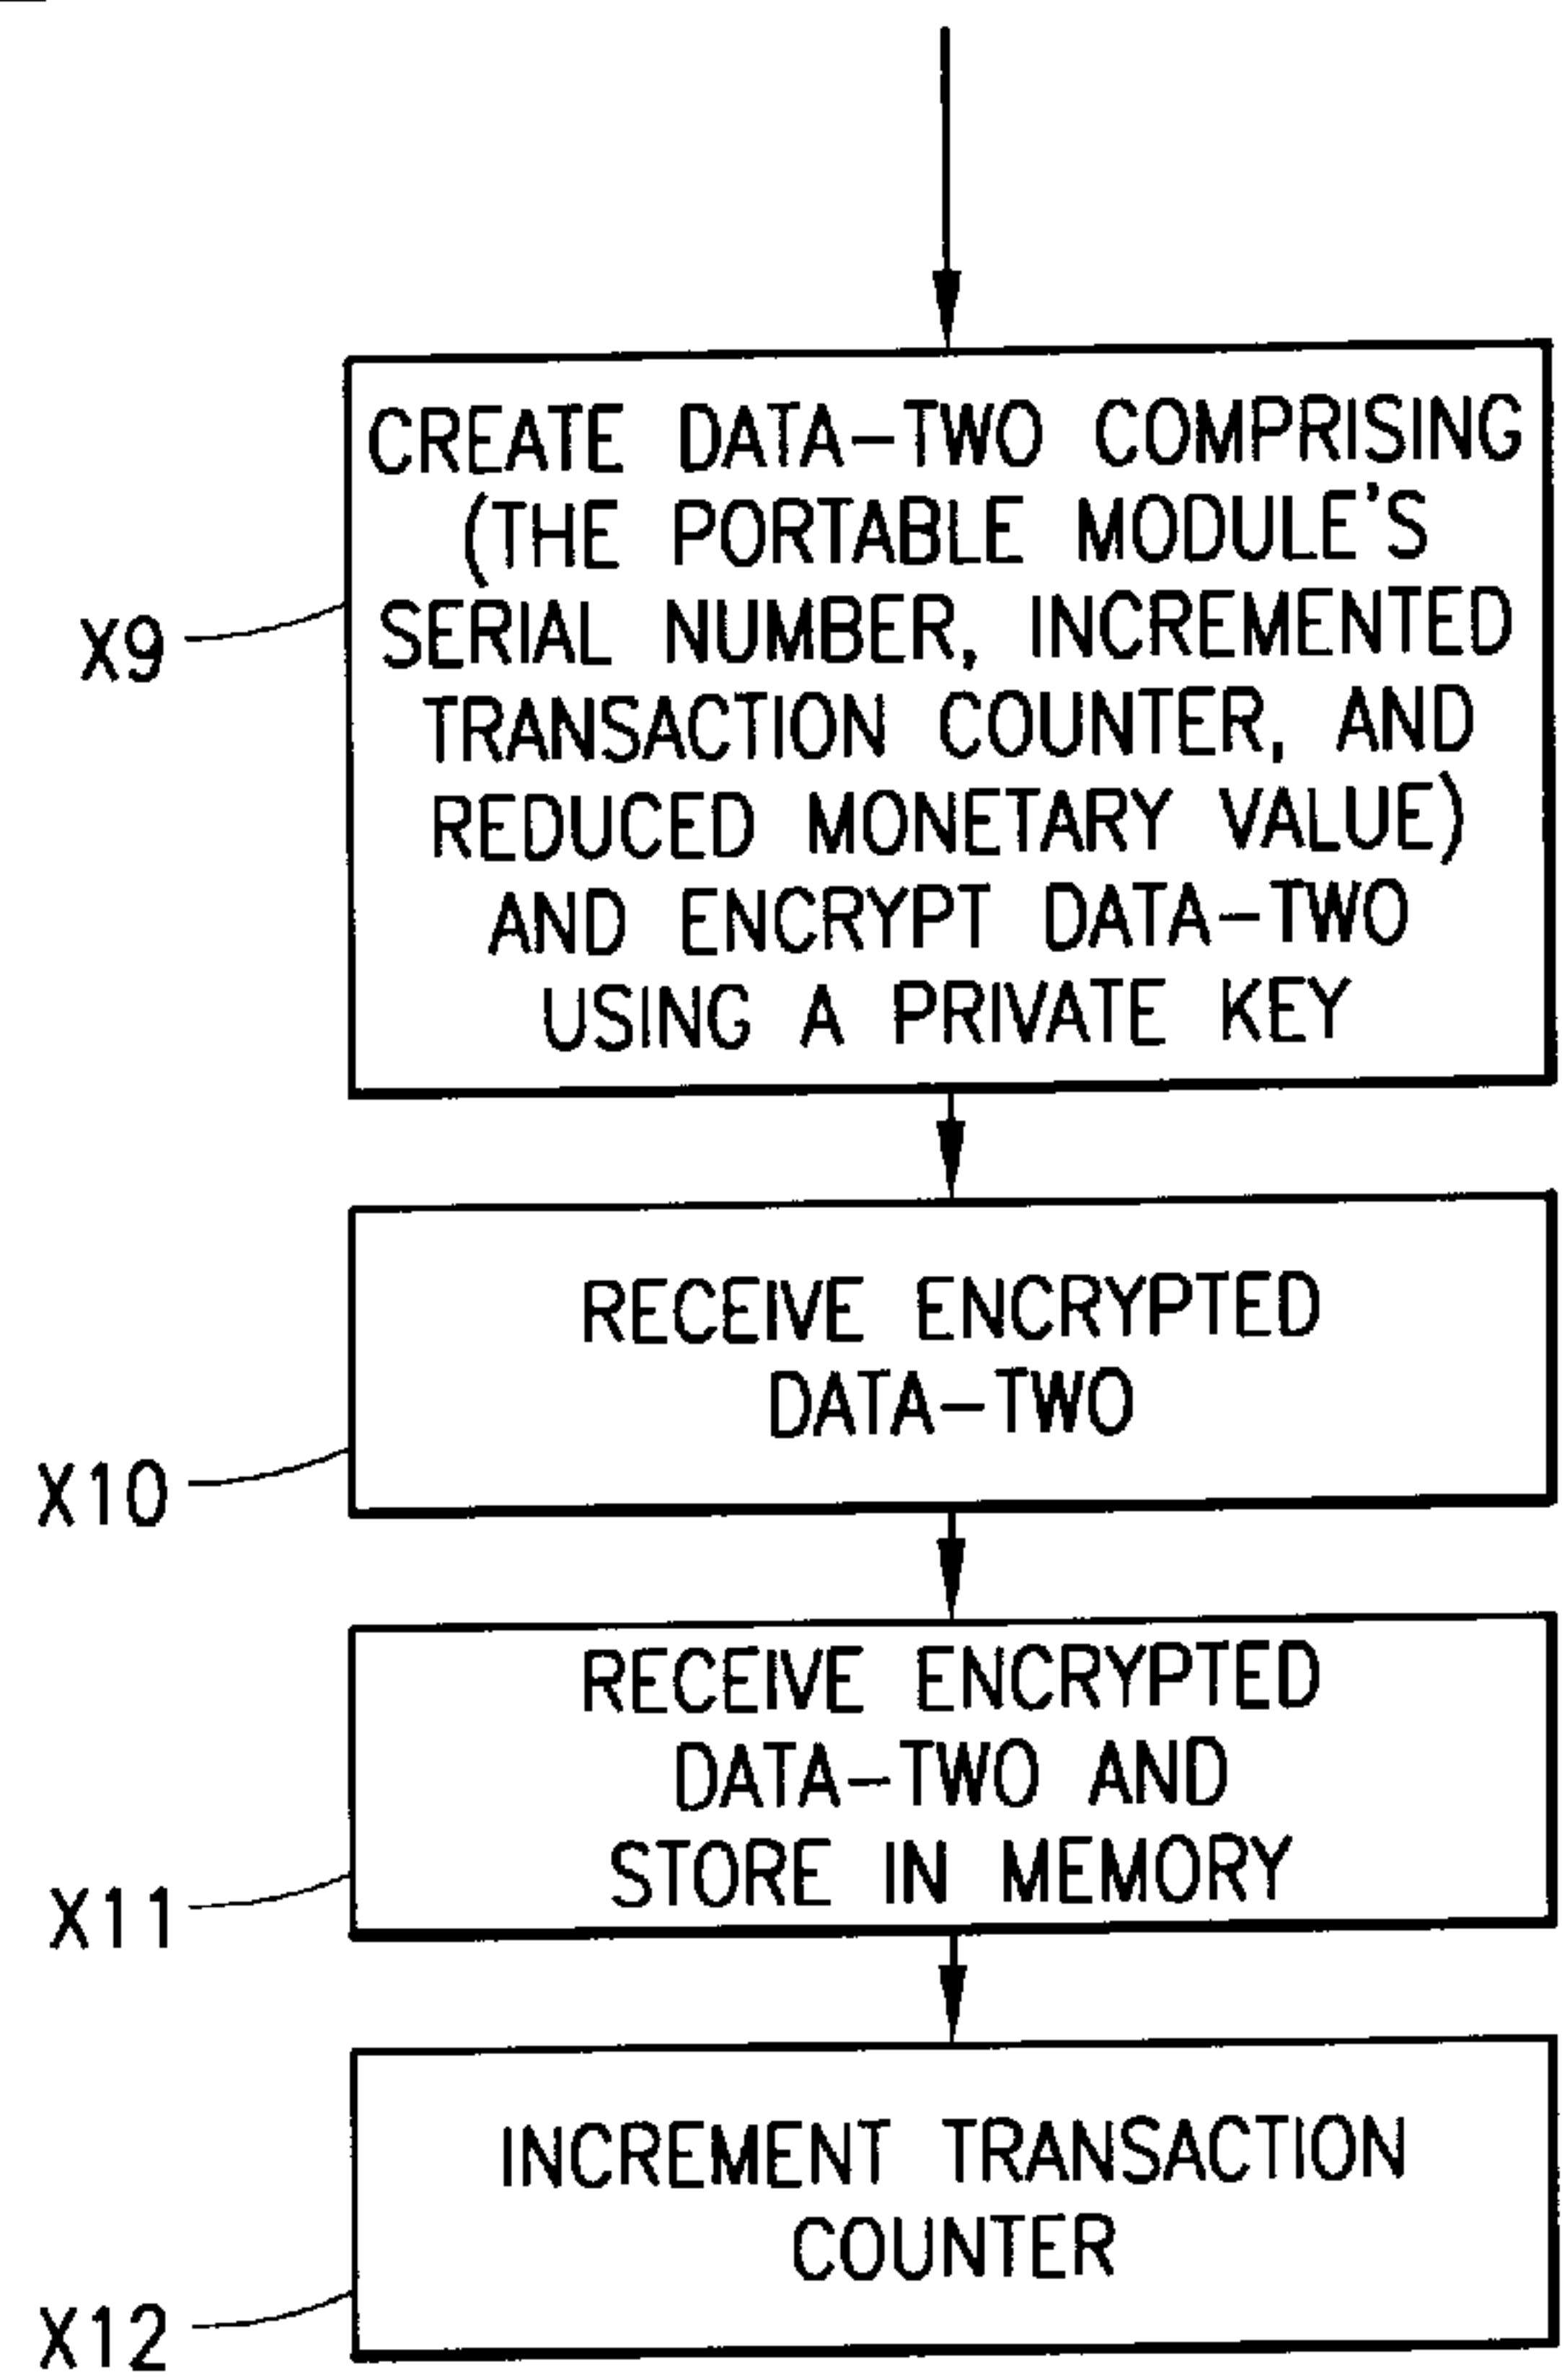 CREATE DATA-TWO COMPRISING
(THE PORTABLE MODULE'S
SERIAL NUMBER, INCREMENTED
TRANSACTION COUNTER, AND
REDUCED MONETARY VALUE)
AND ENCRYPT DATA-TWO
USING A PRIVATE KEY
X9
RECEIVE ENCRYPTED
DATA-TWO
X10
RECEIVE ENCRYPTED
DATA-TWO AND
STORE IN MEMORY
X11
INCREMENT TRANSACTION
COUNTER
X12